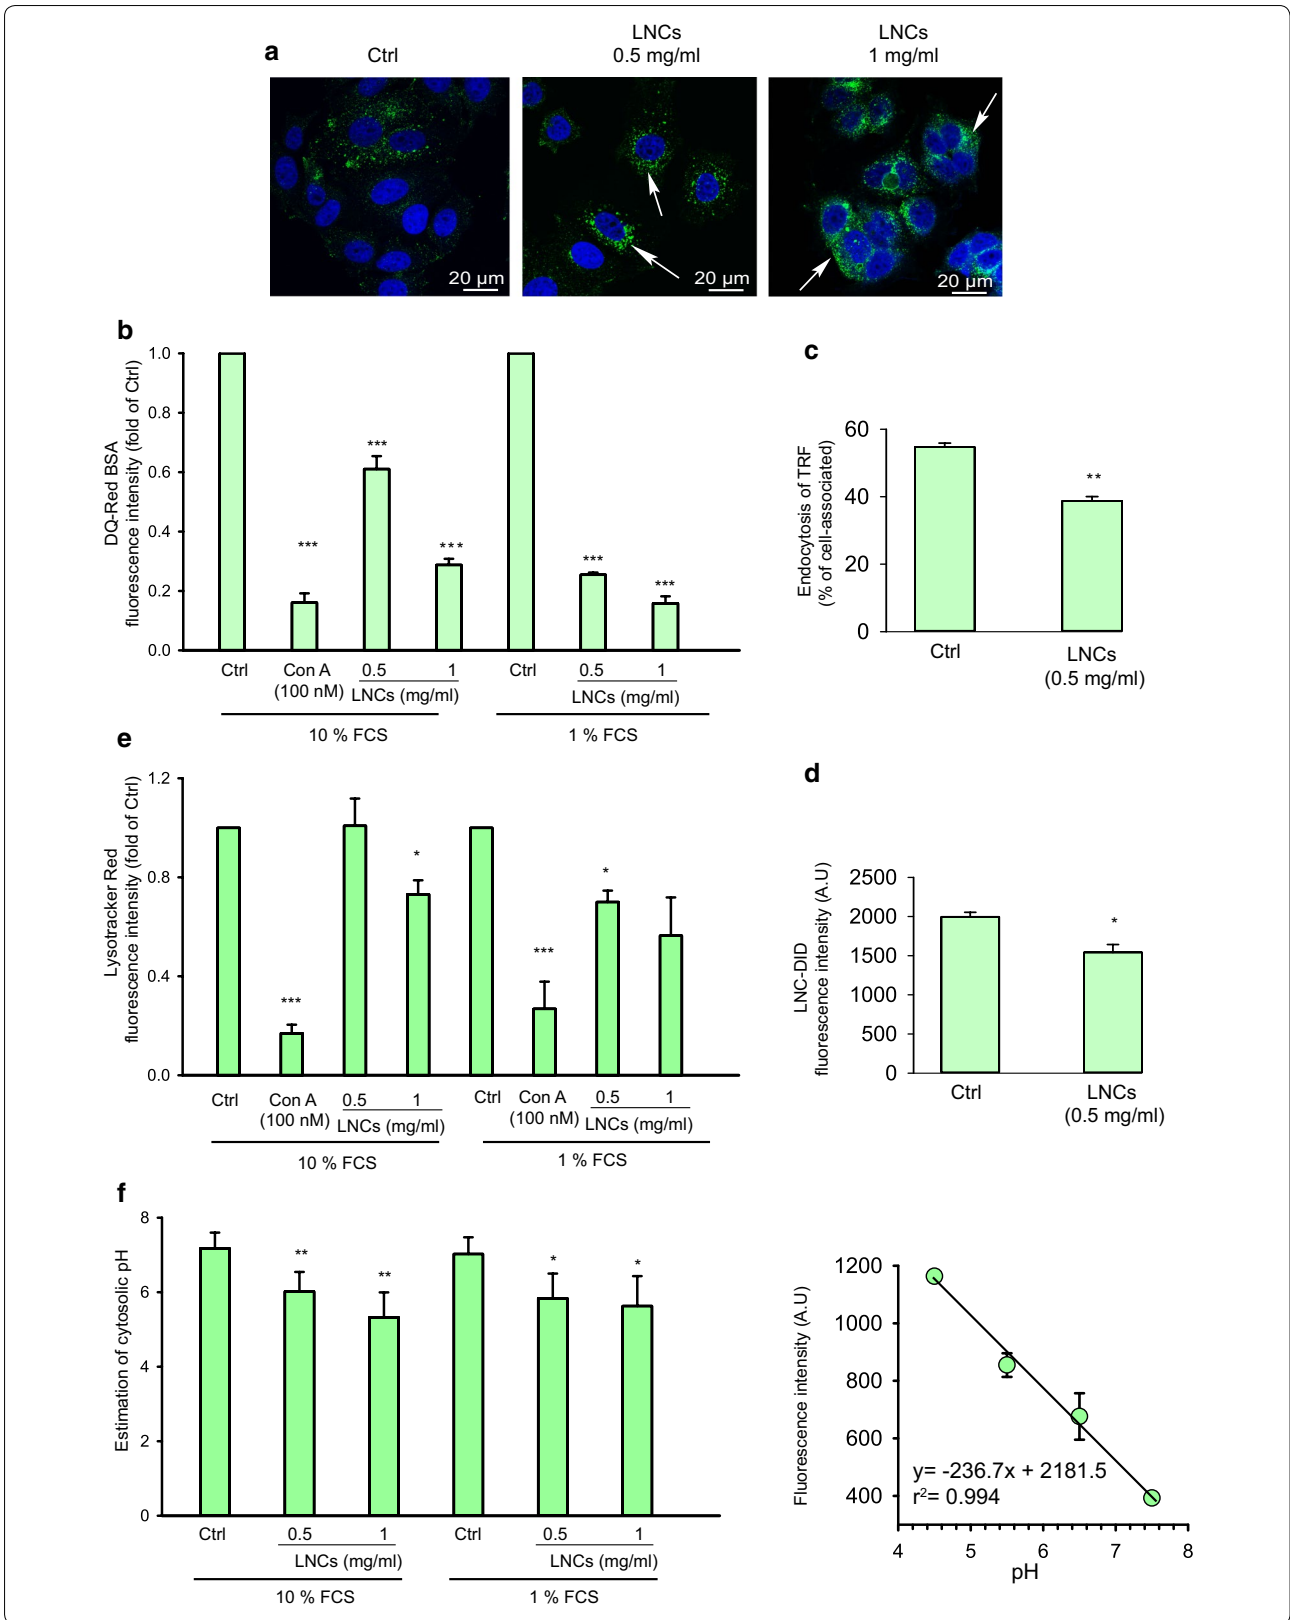 a
Ctrl
LNCs
0.5 mg/ml
LNCs
1 mg/ml
20 µm
20 µm
20 µm
b
DQ-Red BSA
fluorescence intensity (fold of Ctrl)
1.0
0.8
0.6
0.4
0.2
0.0
***
***
***
***
***
Ctrl
Con A
(100 nM)
0.5
1
LNCs (mg/ml)
Ctrl
0.5
1
LNCs (mg/ml)
10 % FCS
1 % FCS
c
Endocytosis of TRF
(% of cell-associated)
60
40
20
0
**
Ctrl
LNCs
(0.5 mg/ml)
e
Lysotracker Red
fluorescence intensity (fold of Ctrl)
1.2
0.8
0.4
0.0
***
*
***
*
Ctrl
Con A
(100 nM)
0.5
1
LNCs (mg/ml)
Ctrl
Con A
(100 nM)
0.5
1
LNCs (mg/ml)
10 % FCS
1 % FCS
d
LNC-DID
fluorescence intensity (A.U)
2500
2000
1500
1000
500
0
*
Ctrl
LNCs
(0.5 mg/ml)
f
Estimation of cytosolic pH
8
6
4
2
0
**
**
*
*
Ctrl
0.5
1
LNCs (mg/ml)
Ctrl
0.5
1
LNCs (mg/ml)
10 % FCS
1 % FCS
Fluorescence intensity (A.U)
1200
1000
800
600
400
y= -236.7x + 2181.5
r²= 0.994
4
5
6
7
8
pH